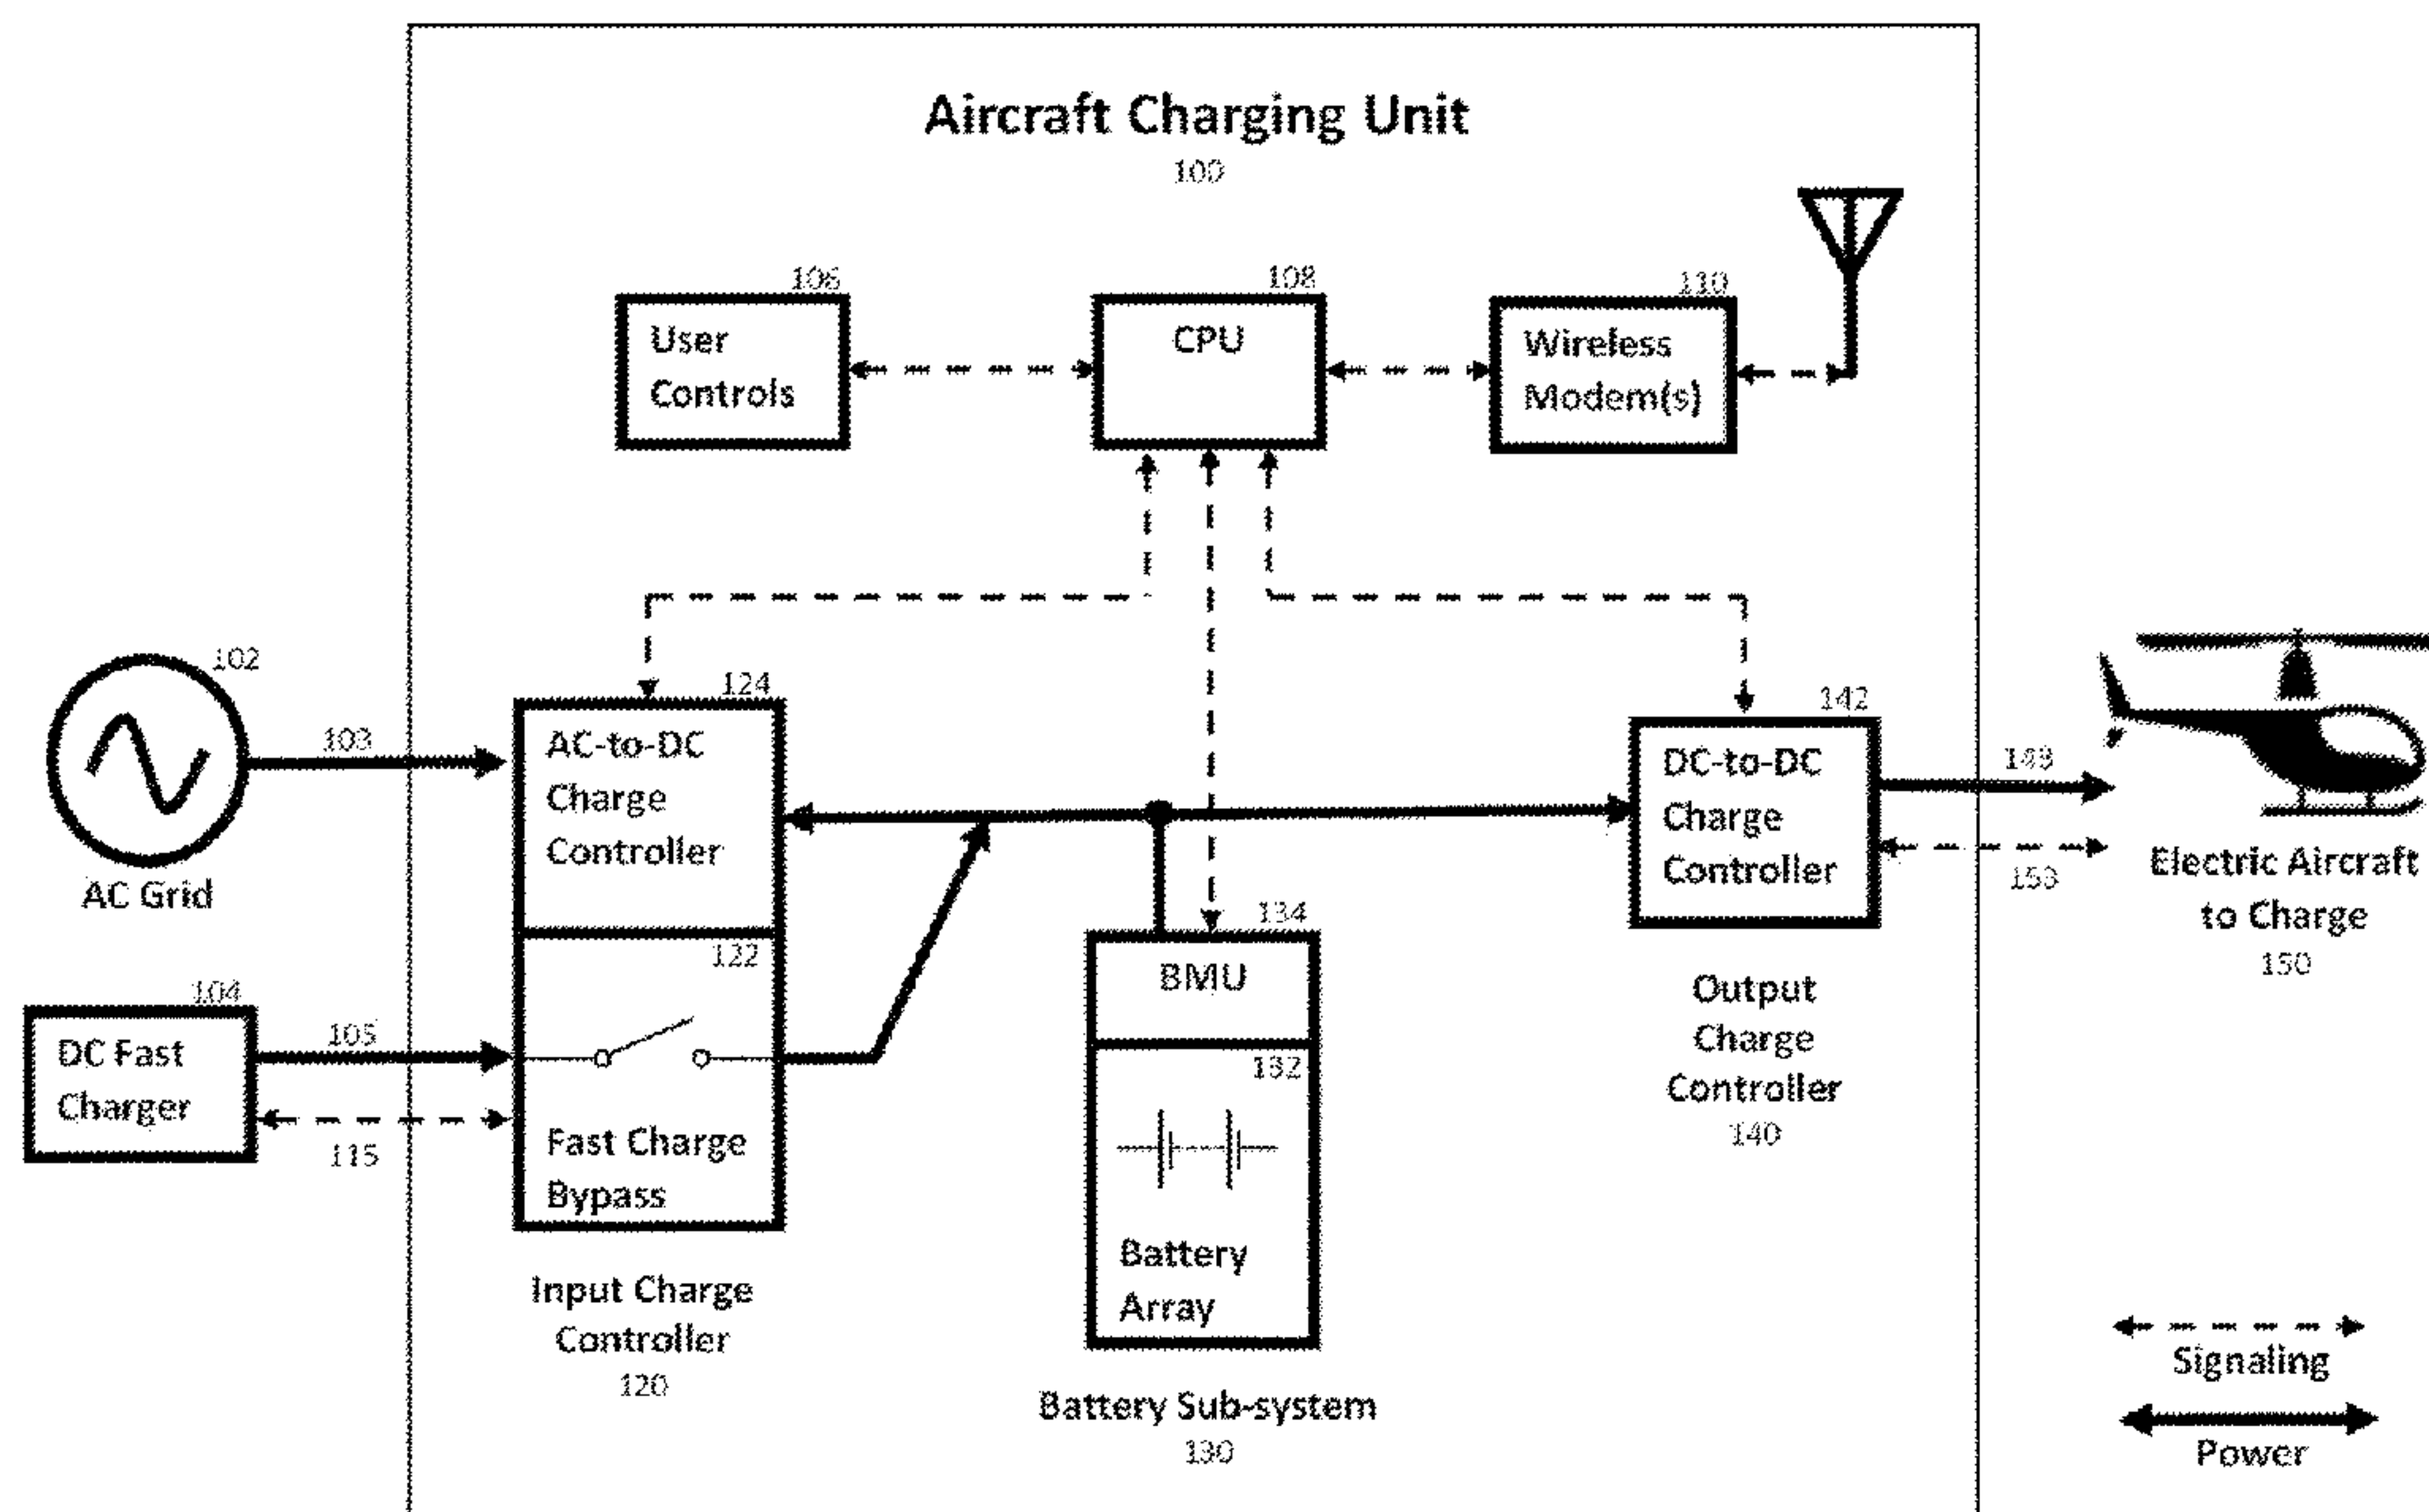 Aircraft Charging Unit
100
106
User
Controls
108
CPU
110
Wireless
Modem(s)
102
AC Grid
103
124
AC-to-DC
Charge
Controller
122
Fast Charge
Bypass
104
DC Fast
Charger
105
115
Input Charge
Controller
120
134
BMU
132
Battery
Array
Battery Sub-system
130
142
DC-to-DC
Charge
Controller
Output
Charge
Controller
140
Electric Aircraft
to Charge
150
Signaling
Power